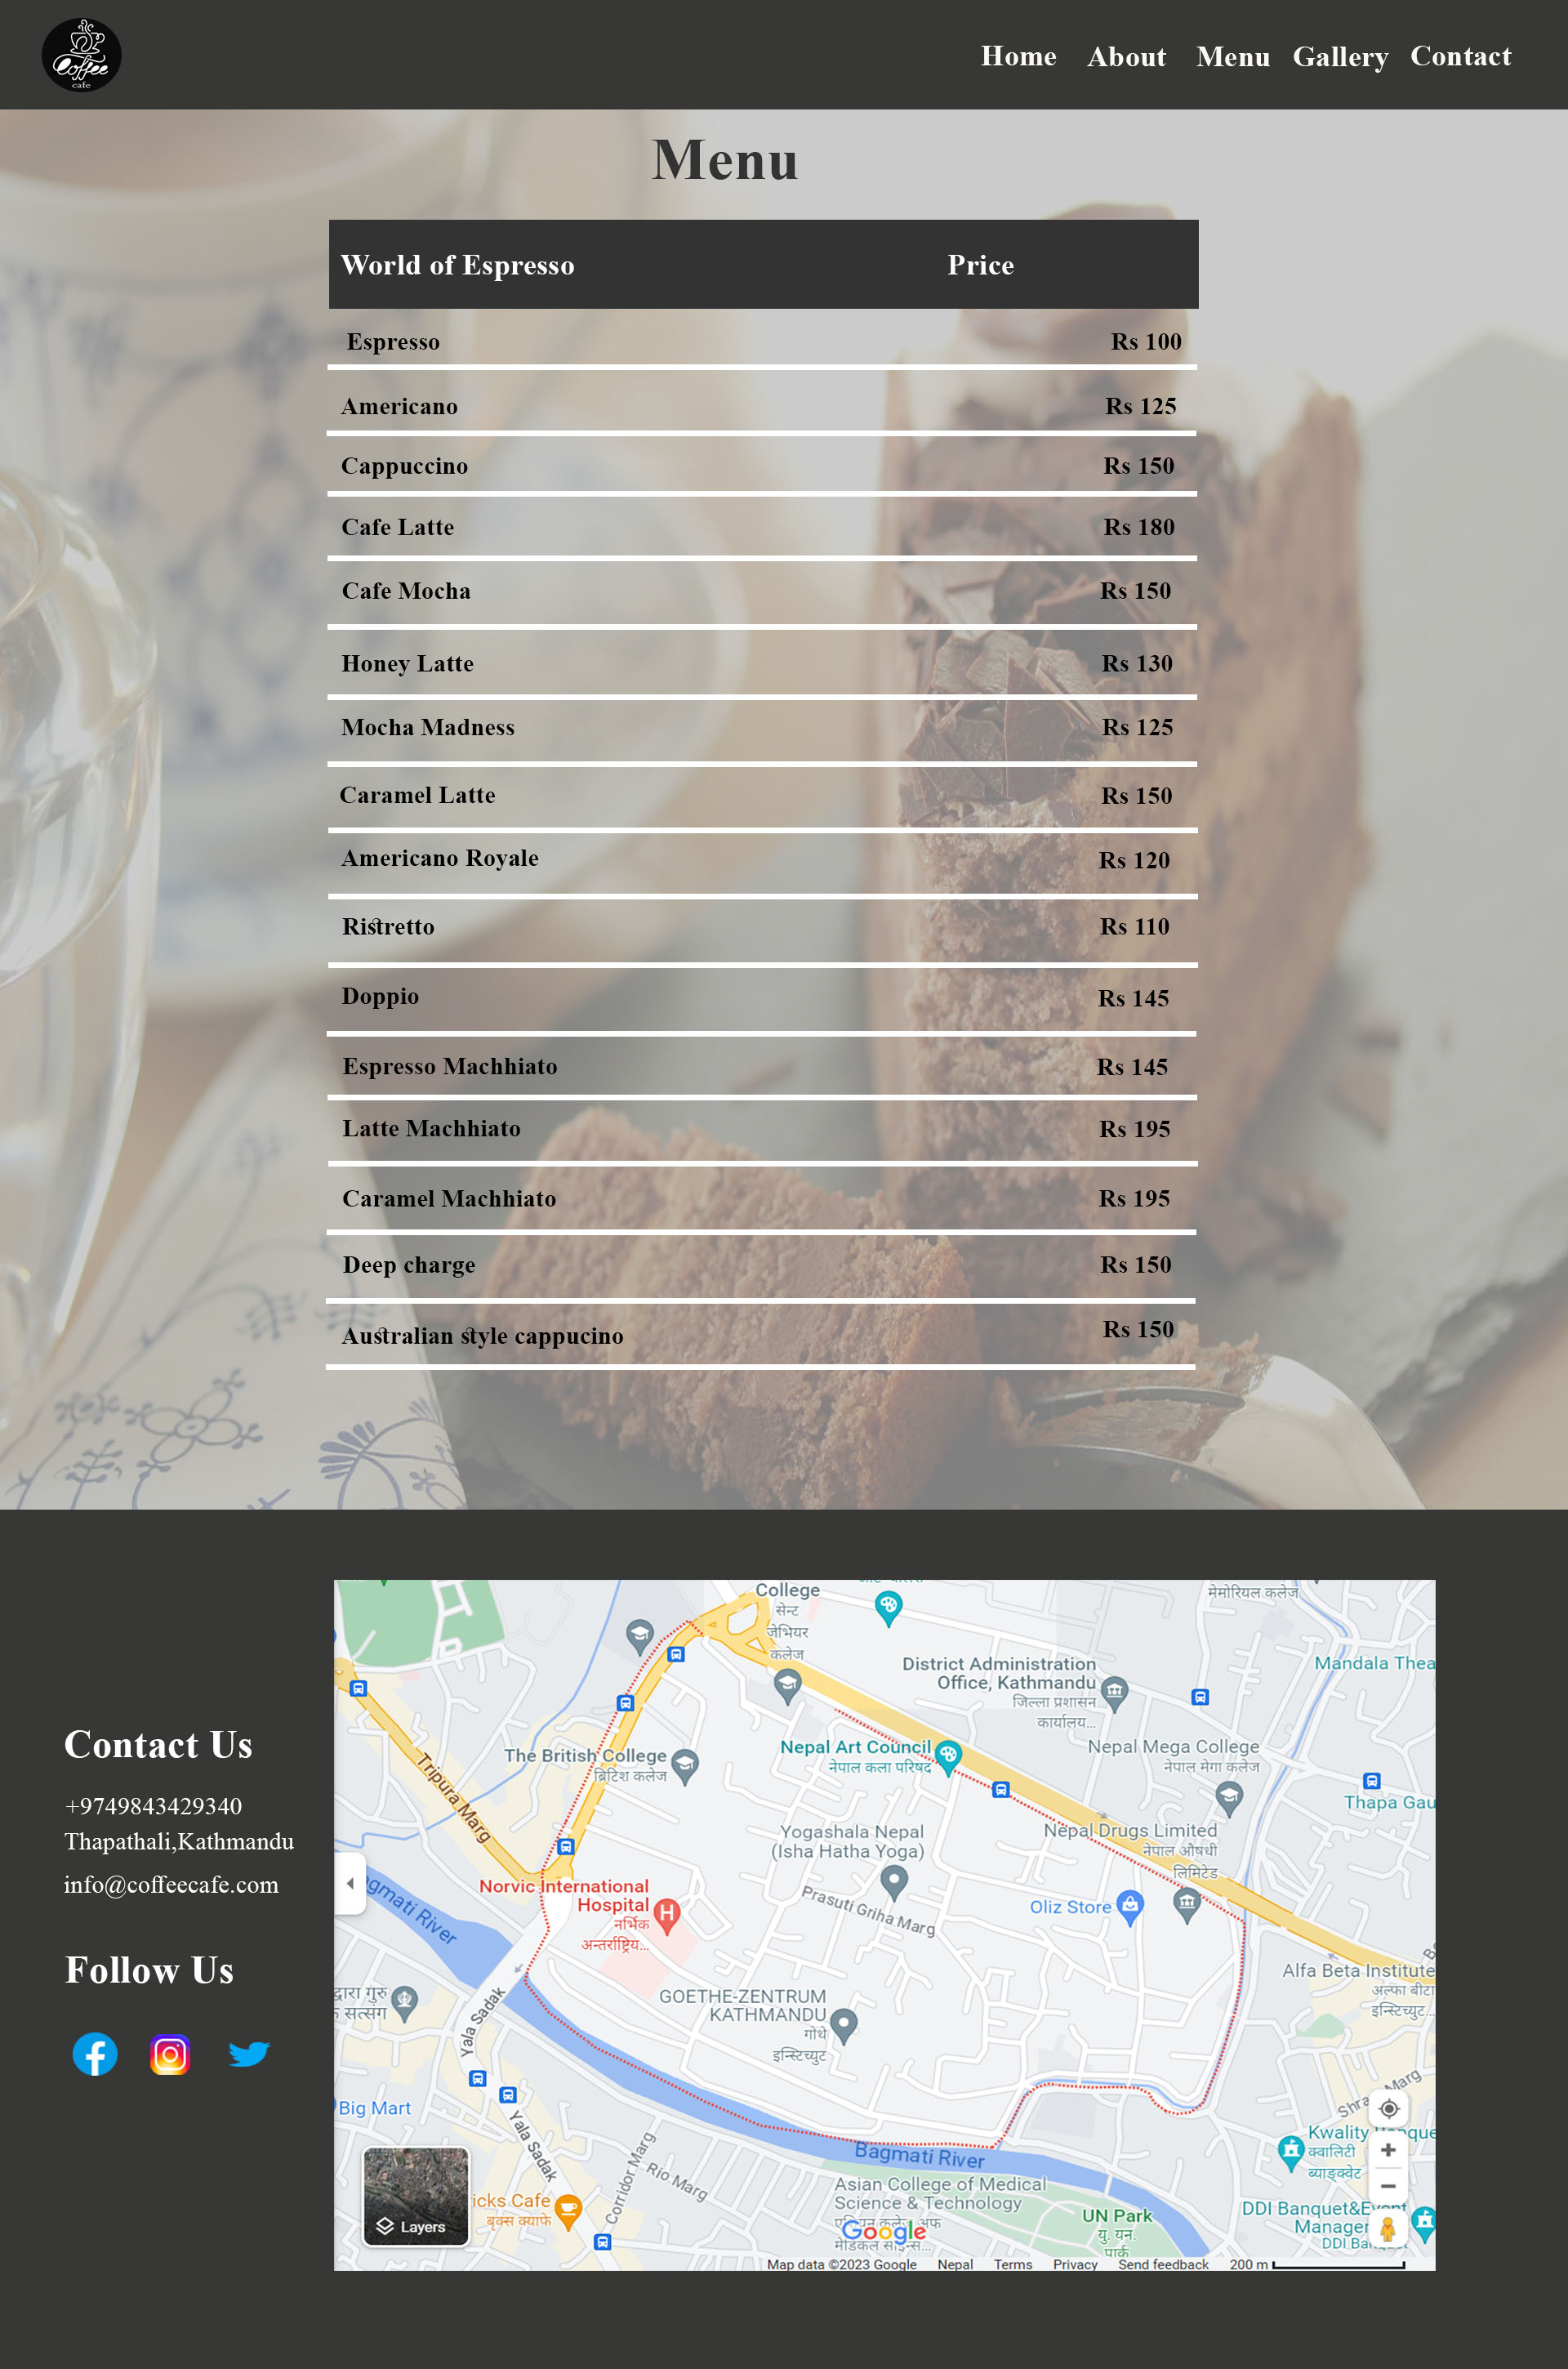 Coffee
cafe
Home About Menu Gallery Contact
Menu
World of Espresso Price
Espresso Rs 100
Americano Rs 125
Cappuccino Rs 150
Cafe Latte Rs 180
Cafe Mocha Rs 150
Honey Latte Rs 130
Mocha Madness Rs 125
Caramel Latte Rs 150
Americano Royale Rs 120
Ristretto Rs 110
Doppio Rs 145
Espresso Machhiato Rs 145
Latte Machhiato Rs 195
Caramel Machhiato Rs 195
Deep charge Rs 150
Australian style cappucino Rs 150
Contact Us
+9749843429340
Thapathali,Kathmandu
info@coffeecafe.com
Follow Us
College
सेन्ट
जेभियर
कलेज
मेमोरियल कलेज
District Administration
Office, Kathmandu
जिल्ला प्रशासन
कार्यालय...
Mandala Thea
Tripura Marg
The British College
ब्रिटिश कलेज
Nepal Art Council
नेपाल कला परिषद
Nepal Mega College
नेपाल मेगा कलेज
Thapa Gau
Yogashala Nepal
(Isha Hatha Yoga)
Nepal Drugs Limited
नेपाल औषधी
लिमिटेड
Norvic International
Hospital
नर्भिक
अन्तर्राष्ट्रिय...
Prasuti Griha Marg
Oliz Store
gmati River
Alfa Beta Institute
अल्फा बीटा
इन्स्टिच्युट...
द्वारा गुरु
सत्संग
Yala Sadak
GOETHE-ZENTRUM
KATHMANDU
गोथे
इन्स्टिच्युट
Big Mart
Yala Sadak
Corridor Marg
Rio Marg
Bagmati River
Marg
Kwality
क्वालिटी
ब्याङ्क्वेट
Asian College of Medical
Science & Technology
UN Park
यु. यन.
पार्क
DDI Banquet&Event
Manager
icks Cafe
बृक्स क्याफे
Layers
Google
Map data ©2023 Google Nepal Terms Privacy Send feedback 200 m